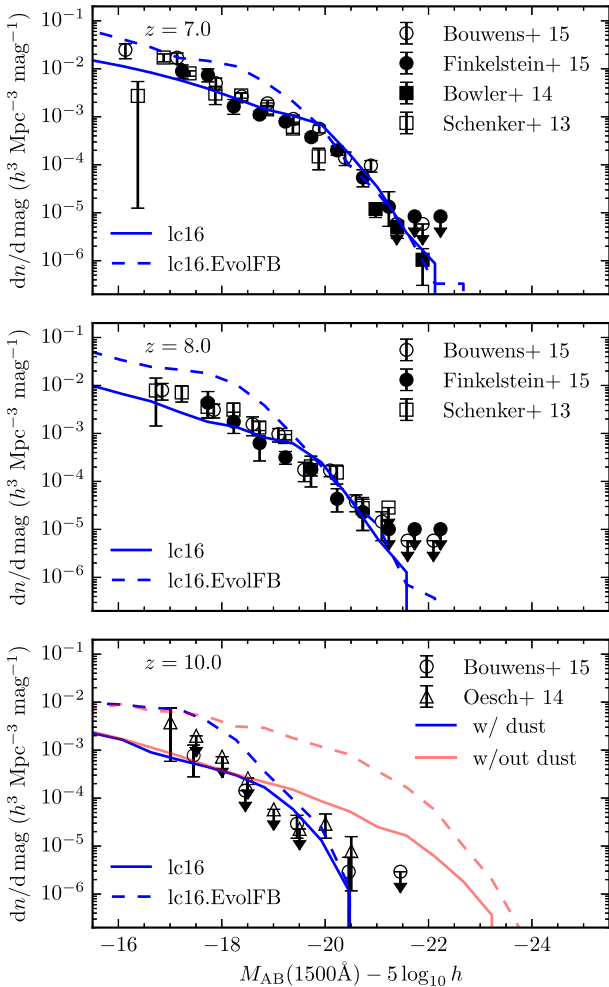 z = 7.0
Bouwens+ 15
Finkelstein+ 15
Bowler+ 14
Schenker+ 13
10⁻¹
10⁻²
10⁻³
10⁻⁴
10⁻⁵
10⁻⁶
dn/d mag (h³ Mpc⁻³ mag⁻¹)
lc16
lc16.EvolFB
z = 8.0
Bouwens+ 15
Finkelstein+ 15
Schenker+ 13
10⁻¹
10⁻²
10⁻³
10⁻⁴
10⁻⁵
10⁻⁶
dn/d mag (h³ Mpc⁻³ mag⁻¹)
lc16
lc16.EvolFB
z = 10.0
Bouwens+ 15
Oesch+ 14
w/ dust
w/out dust
10⁻¹
10⁻²
10⁻³
10⁻⁴
10⁻⁵
10⁻⁶
dn/d mag (h³ Mpc⁻³ mag⁻¹)
lc16
lc16.EvolFB
−16 −18 −20 −22 −24
M_AB(1500Å) − 5 log₁₀ h